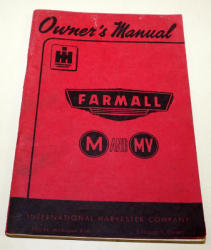 Owner's Manual
IH
FARMALL
M AND MV
INTERNATIONAL HARVESTER COMPANY